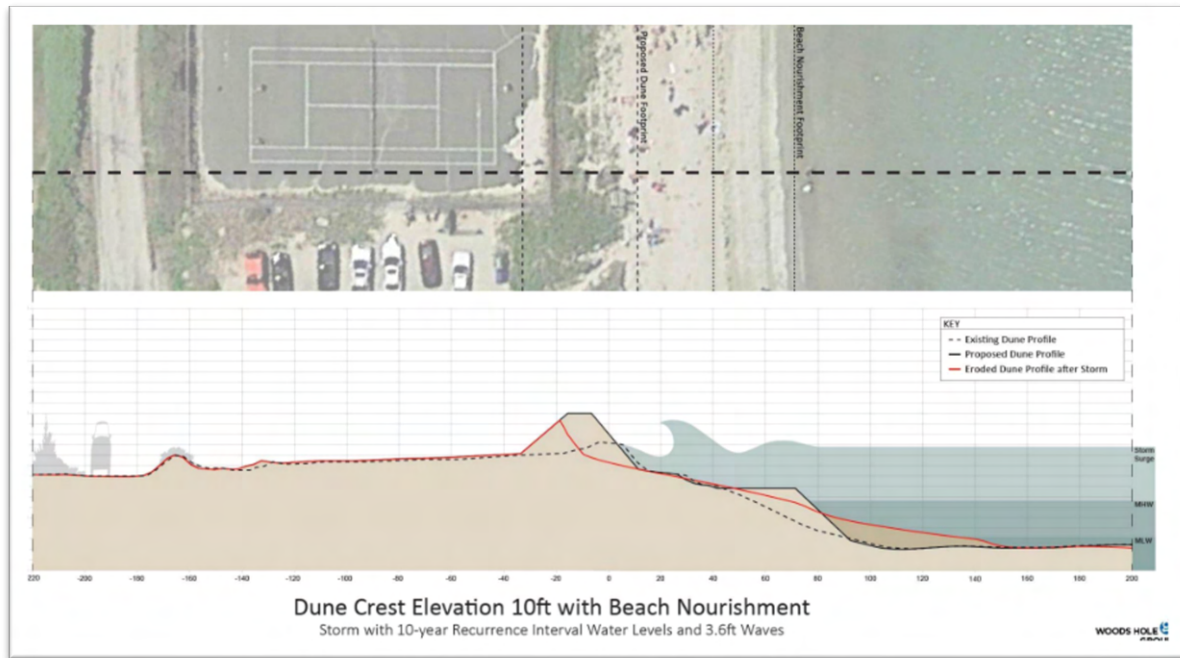 Proposed Dune Footprint
Beach Nourishment Footprint
KEY
Existing Dune Profile
Proposed Dune Profile
Eroded Dune Profile after Storm
Storm
Surge
MHW
MLW
220 -200 -180 -160 -140 -120 -100 -80 -60 -40 -20 0 20 40 60 80 100 120 140 160 180 200
Dune Crest Elevation 10ft with Beach Nourishment
Storm with 10-year Recurrence Interval Water Levels and 3.6ft Waves
WOODS HOLE